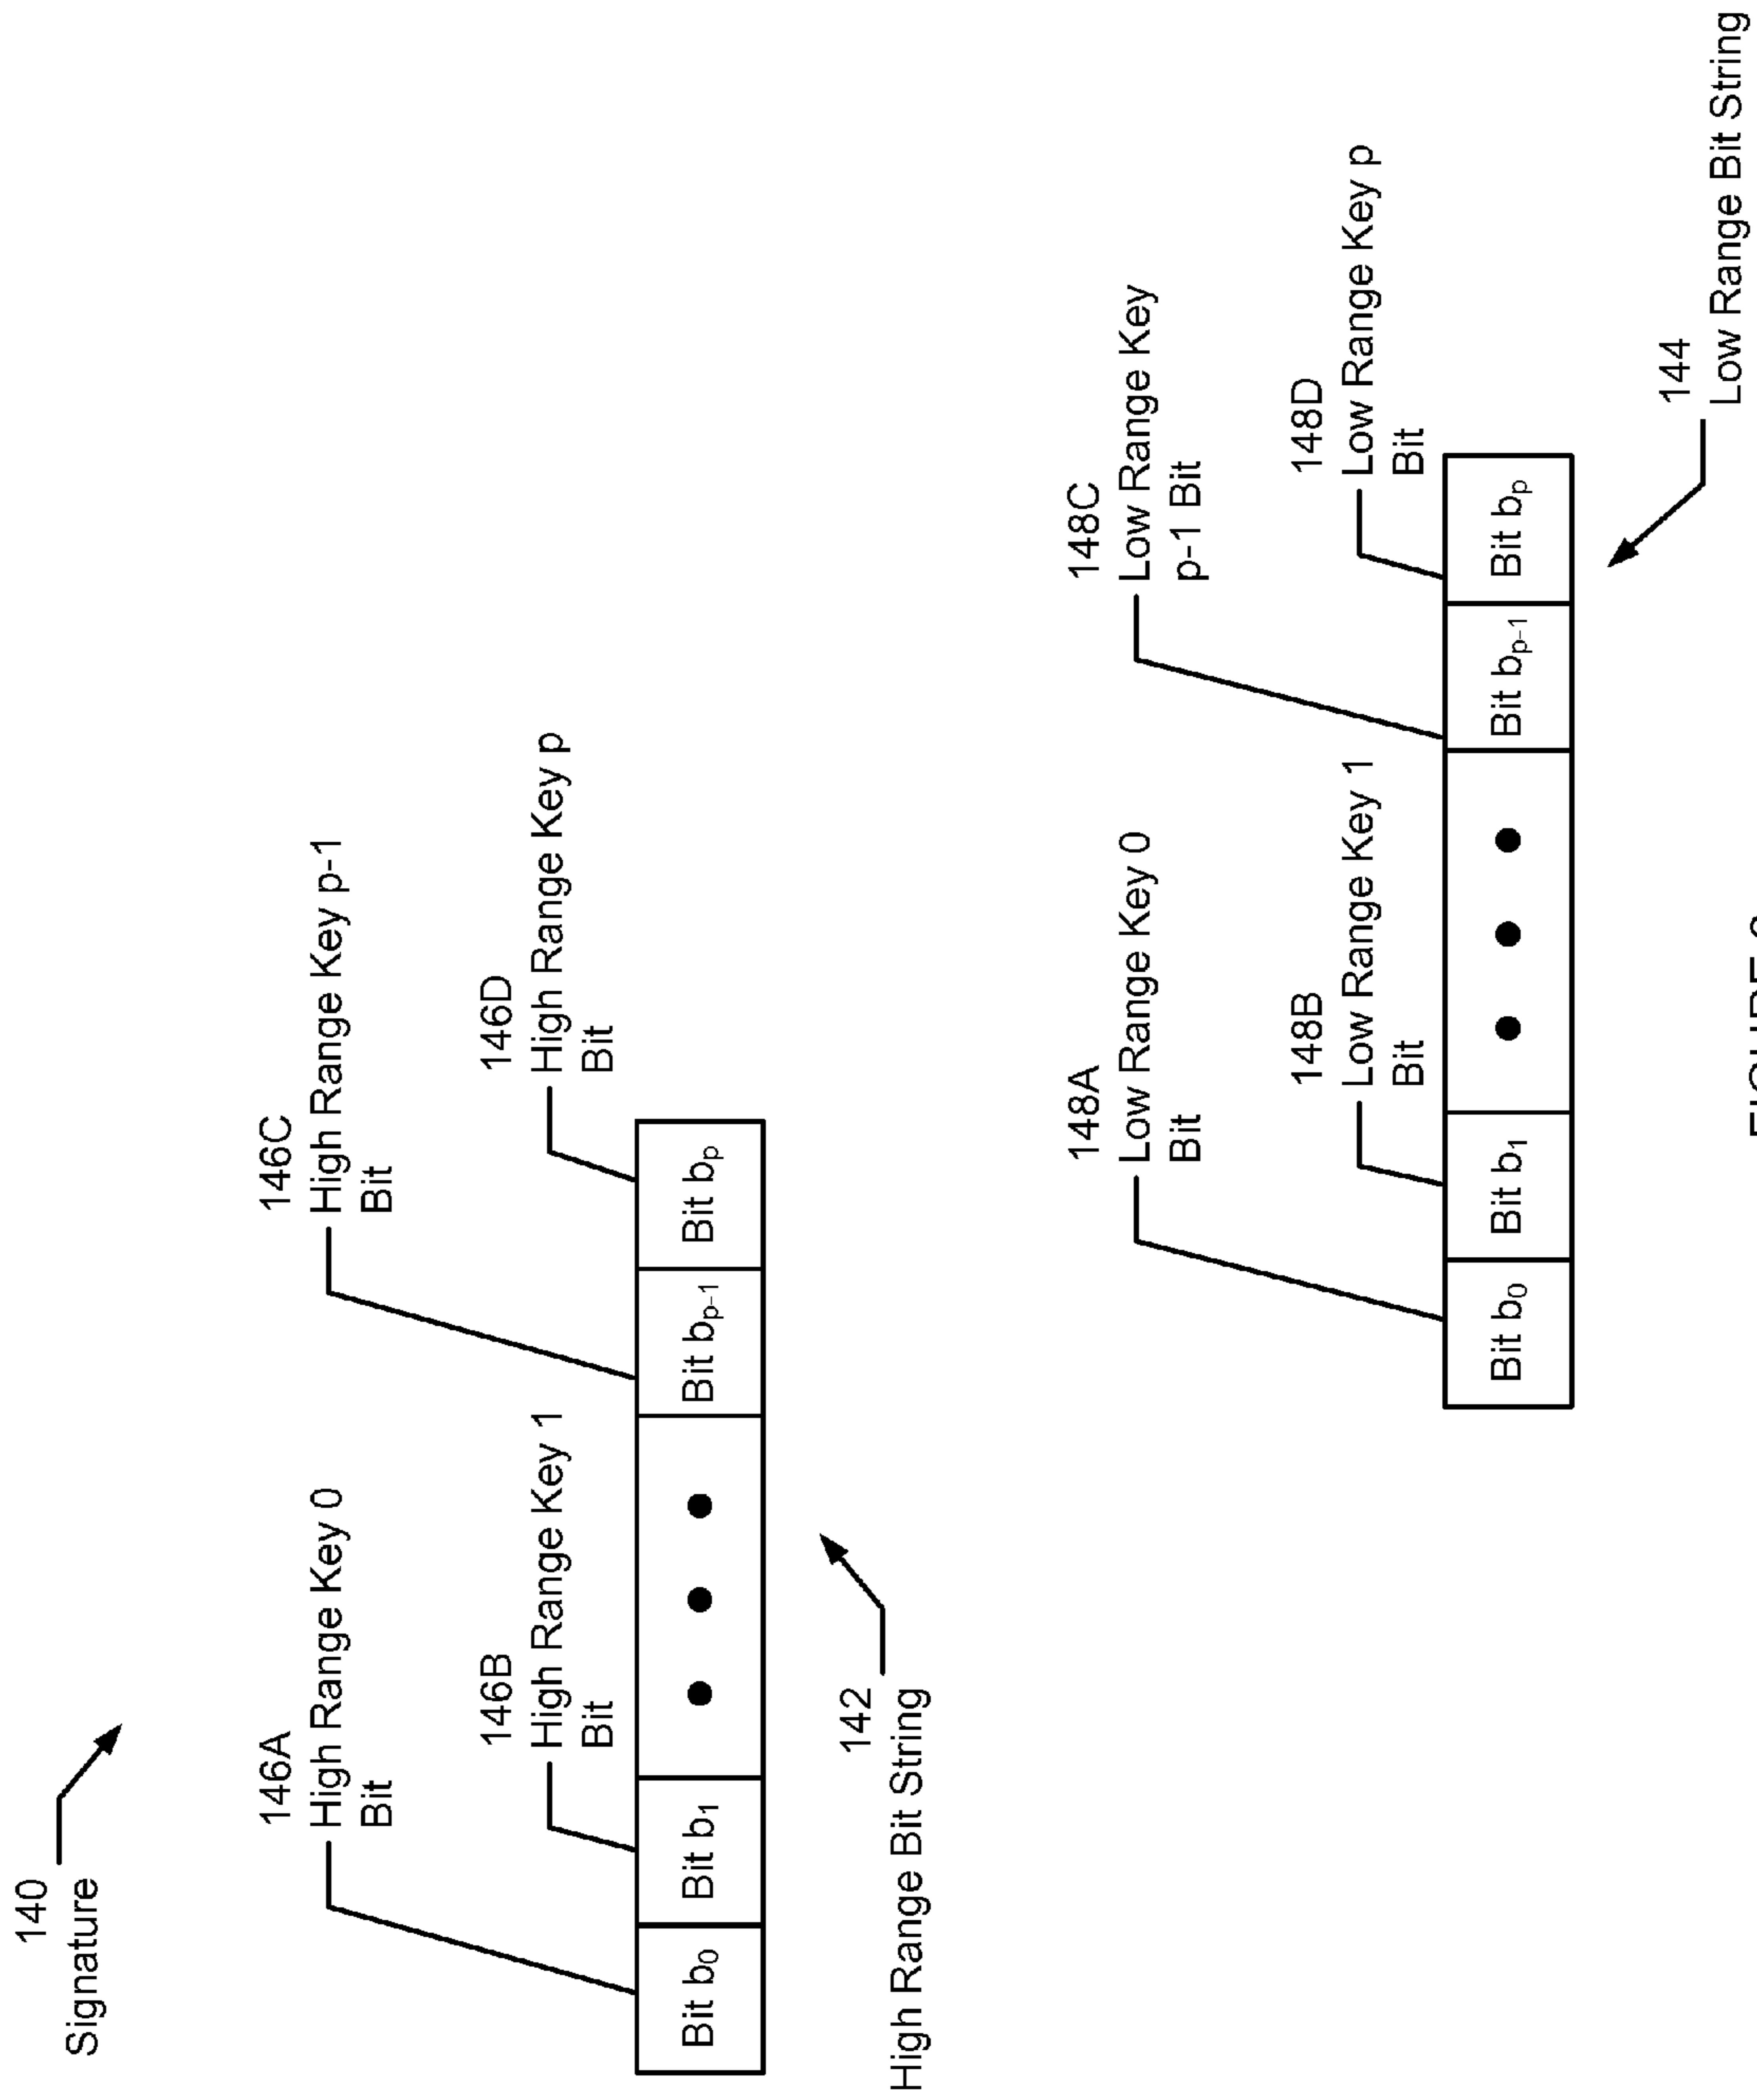 140
Signature
146A
High Range Key 0
Bit
146C
High Range Key p-1
Bit
146B
High Range Key 1
Bit
146D
High Range Key p
Bit
Bit b₀
Bit b₁
Bit bₚ₋₁
Bit bₚ
142
High Range Bit String
148A
Low Range Key 0
Bit
148C
Low Range Key
p-1 Bit
148B
Low Range Key 1
Bit
148D
Low Range Key p
Bit
Bit b₀
Bit b₁
Bit bₚ₋₁
Bit bₚ
144
Low Range Bit String
FIGURE